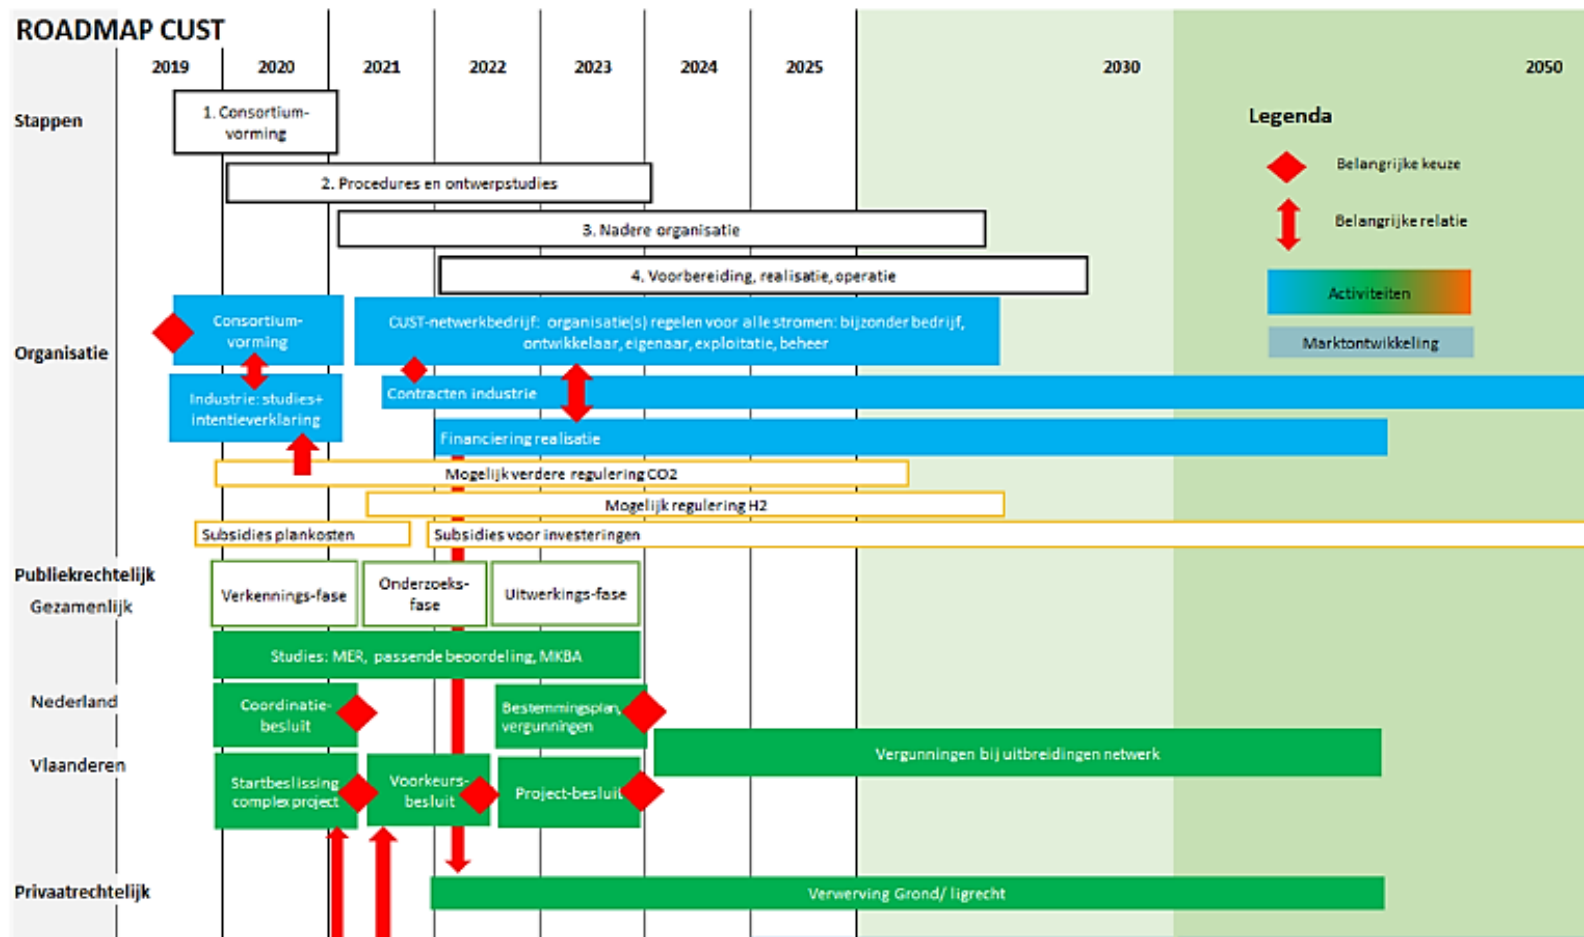 ROADMAP CUST
2019 2020 2021 2022 2023 2024 2025 2030 2050
Stappen
1. Consortium-
vorming
2. Procedures en ontwerpstudies
3. Nadere organisatie
4. Voorbereiding, realisatie, operatie
Legenda
Belangrijke keuze
Belangrijke relatie
Activiteiten
Marktontwikkeling
Organisatie
Consortium-
vorming
CUST-netwerkbedrijf: organisatie(s) regelen voor alle stromen: bijzonder bedrijf,
ontwikkelaar, eigenaar, exploitatie, beheer
Industrie: studies+
intentieverklaring
Contracten industrie
Financiering realisatie
Mogelijk verdere regulering CO2
Mogelijk regulering H2
Subsidies plankosten
Subsidies voor investeringen
Publiekrechtelijk
Gezamenlijk
Verkennings-fase
Onderzoeks-
fase
Uitwerkings-fase
Studies: MER, passende beoordeling, MKBA
Nederland
Coordinatie-
besluit
Bestemmingsplan,
vergunningen
Vergunningen bij uitbreidingen netwerk
Vlaanderen
Startbeslissing
complex project
Voorkeurs-
besluit
Project-besluit
Privaatrechtelijk
Verwerving Grond/ ligrecht